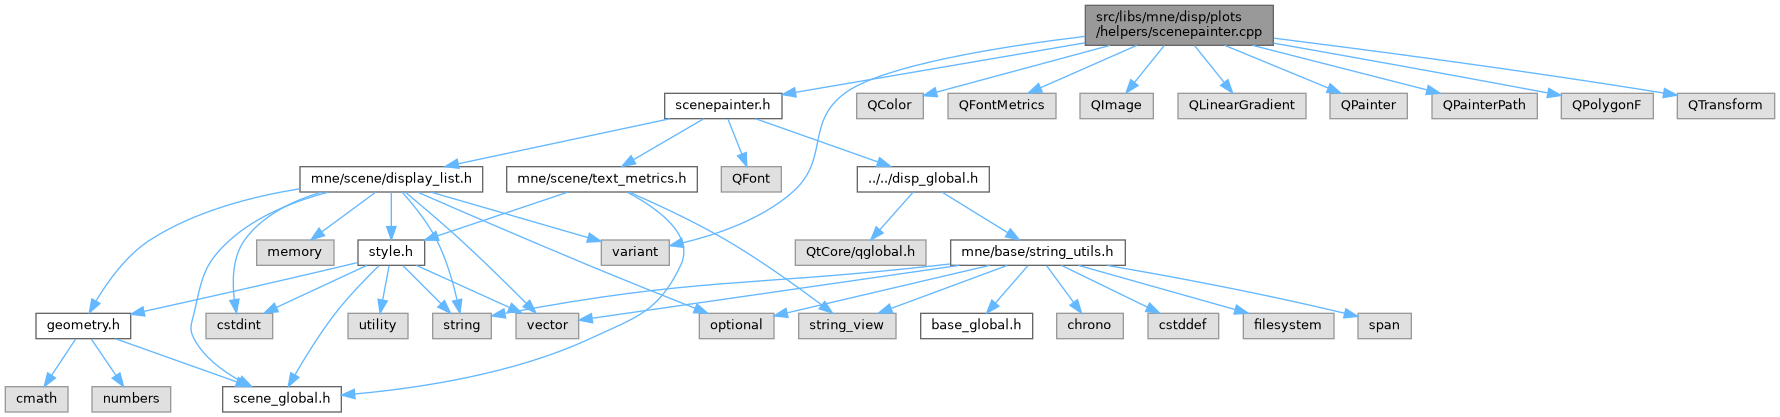 src/libs/mne/disp/plots
/helpers/scenepainter.cpp
scenepainter.h
QColor
QFontMetrics
QImage
QLinearGradient
QPainter
QPainterPath
QPolygonF
QTransform
mne/scene/display_list.h
mne/scene/text_metrics.h
QFont
../../disp_global.h
memory
style.h
variant
QtCore/qglobal.h
mne/base/string_utils.h
geometry.h
cstdint
utility
string
vector
optional
string_view
base_global.h
chrono
cstddef
filesystem
span
cmath
numbers
scene_global.h